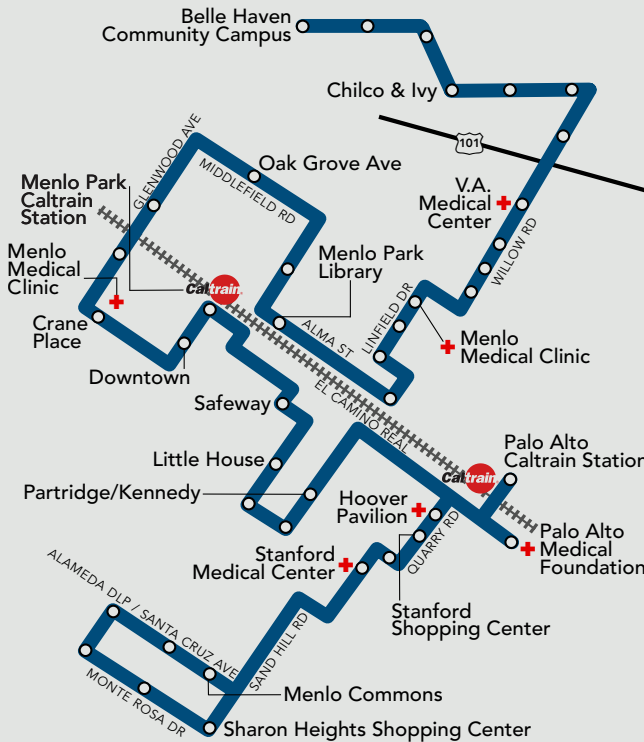 Belle Haven
Community Campus
Chilco & Ivy
101
GLENWOOD AVE
MIDDLEFIELD RD
Oak Grove Ave
Menlo Park
Caltrain
Station
V.A.
Medical
Center
WILLOW RD
Menlo
Medical
Clinic
Caltrain
Menlo Park
Library
LINFIELD DR
Crane
Place
ALMA ST
Menlo
Medical Clinic
Downtown
Safeway
EL CAMINO REAL
Palo Alto
Caltrain Station
Little House
Caltrain
Partridge/Kennedy
Hoover
Pavilion
QUARRY RD
Palo Alto
Medical
Foundation
Stanford
Medical Center
ALAMEDA DLP / SANTA CRUZ AVE
SAND HILL RD
Stanford
Shopping Center
Menlo Commons
MONTE ROSA DR
Sharon Heights Shopping Center